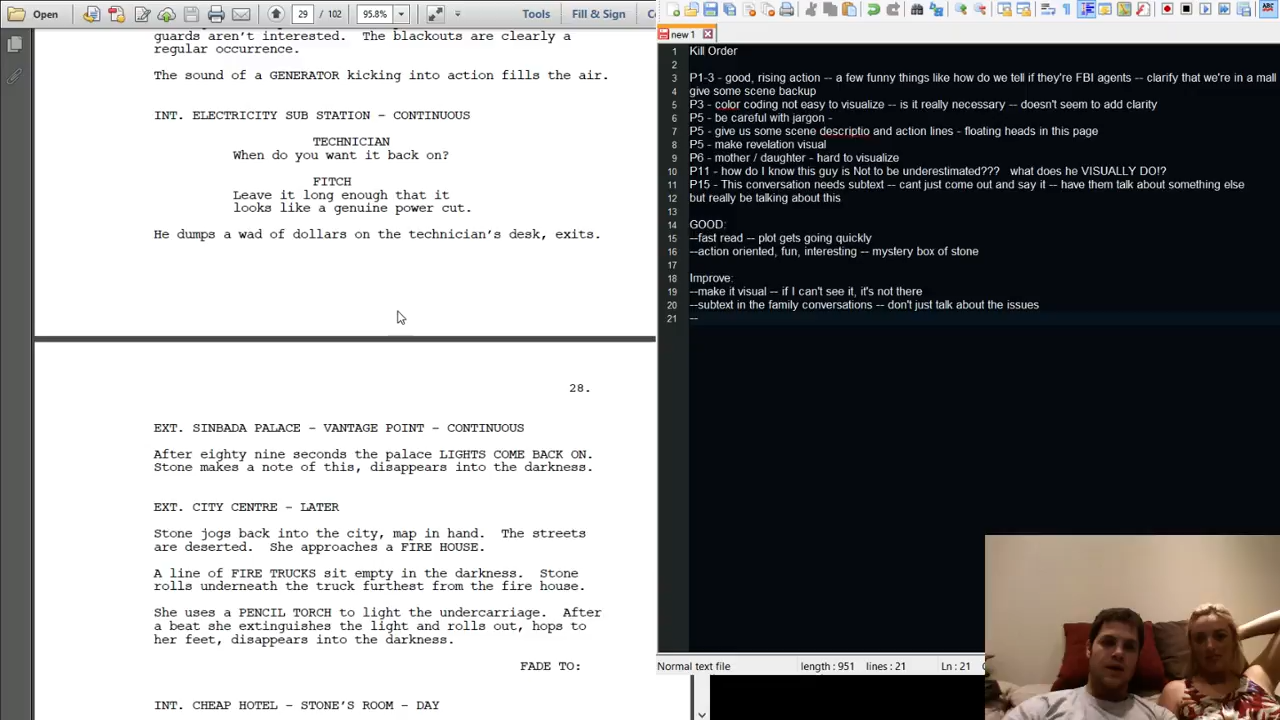 Open
29 / 102
95.8%
Tools
Fill & Sign
guards aren't interested. The blackouts are clearly a
regular occurrence.
The sound of a GENERATOR kicking into action fills the air.
INT. ELECTRICITY SUB STATION - CONTINUOUS
TECHNICIAN
When do you want it back on?
FITCH
Leave it long enough that it
looks like a genuine power cut.
He dumps a wad of dollars on the technician's desk, exits.
28.
EXT. SINBADA PALACE - VANTAGE POINT - CONTINUOUS
After eighty nine seconds the palace LIGHTS COME BACK ON.
Stone makes a note of this, disappears into the darkness.
EXT. CITY CENTRE - LATER
Stone jogs back into the city, map in hand. The streets
are deserted. She approaches a FIRE HOUSE.
A line of FIRE TRUCKS sit empty in the darkness. Stone
rolls underneath the truck furthest from the fire house.
She uses a PENCIL TORCH to light the undercarriage. After
a beat she extinguishes the light and rolls out, hops to
her feet, disappears into the darkness.
FADE TO:
INT. CHEAP HOTEL - STONE'S ROOM - DAY
new 1
1 Kill Order
2
3 P1-3 - good, rising action -- a few funny things like how do we tell if they're FBI agents -- clarify that we're in a mall
4 give some scene backup
5 P3 - color coding not easy to visualize -- is it really necessary -- doesn't seem to add clarity
6 P5 - be careful with jargon -
7 P5 - give us some scene descriptio and action lines - floating heads in this page
8 P5 - make revelation visual
9 P6 - mother / daughter - hard to visualize
10 P11 - how do I know this guy is Not to be underestimated??? what does he VISUALLY DO!?
11 P15 - This conversation needs subtext -- cant just come out and say it -- have them talk about something else
12 but really be talking about this
13
14 GOOD:
15 --fast read -- plot gets going quickly
16 --action oriented, fun, interesting -- mystery box of stone
17
18 Improve:
19 --make it visual -- if I can't see it, it's not there
20 --subtext in the family conversations -- don't just talk about the issues
21 --
Normal text file
length : 951 lines : 21
Ln : 21